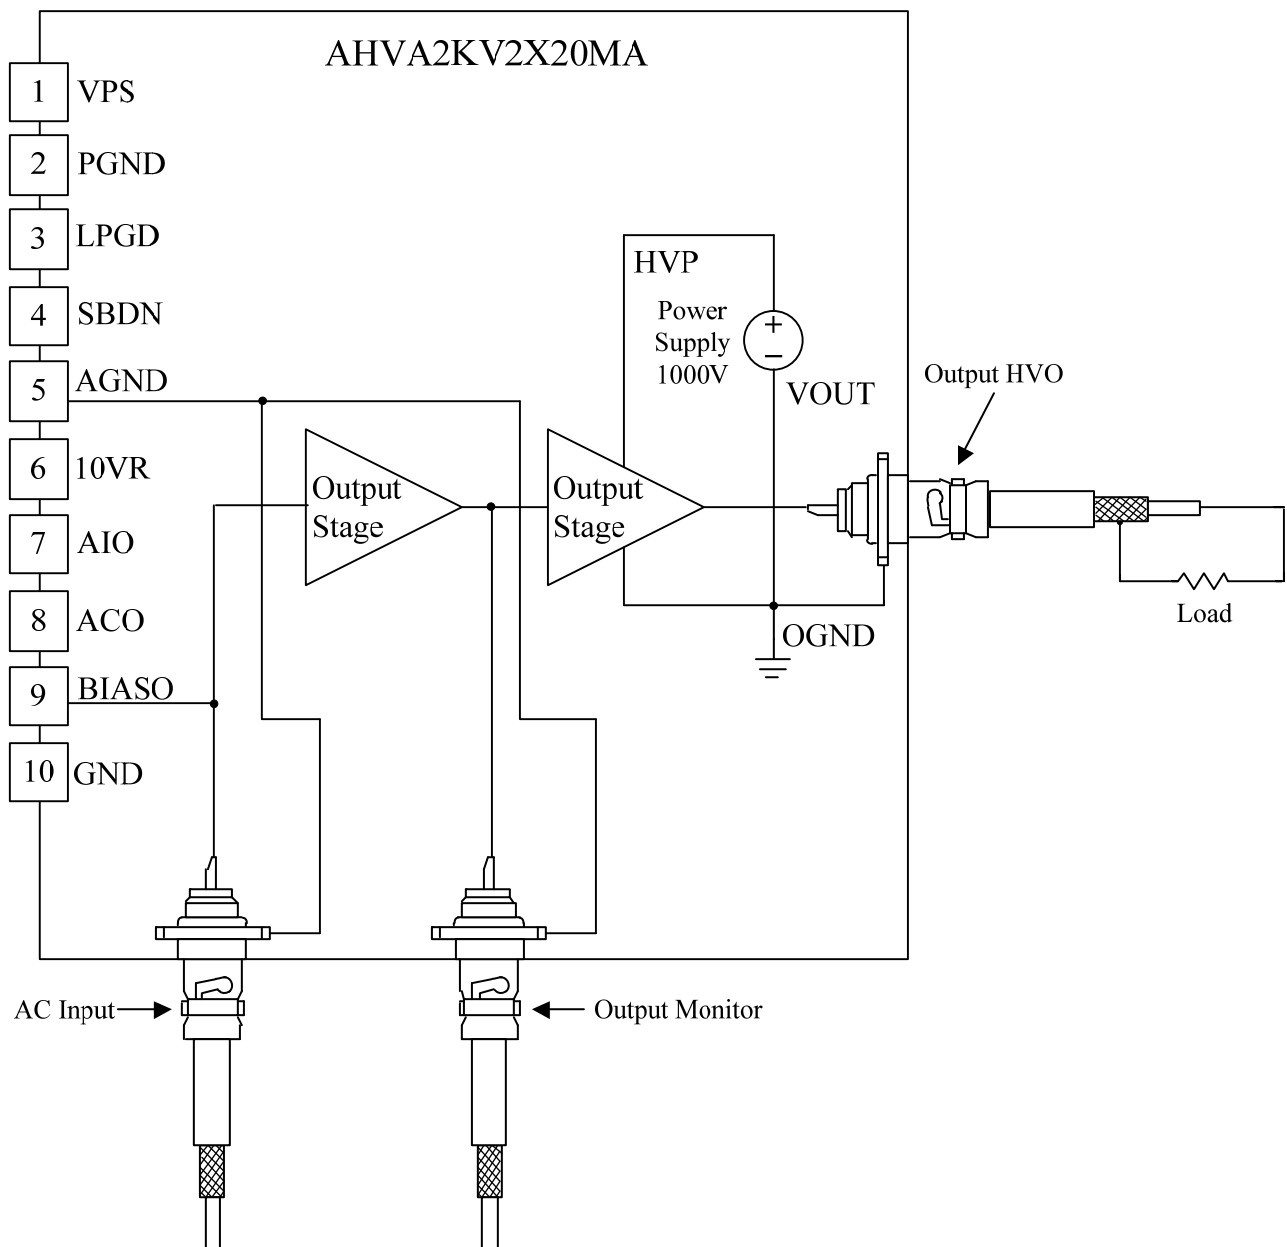 AHVA2KV2X20MA
1 VPS
2 PGND
3 LPGD
4 SBDN
5 AGND
6 10VR
7 AIO
8 ACO
9 BIASO
10 GND
HVP
Power
Supply
1000V
+
−
VOUT
Output HVO
Output
Stage
Output
Stage
OGND
Load
AC Input
Output Monitor